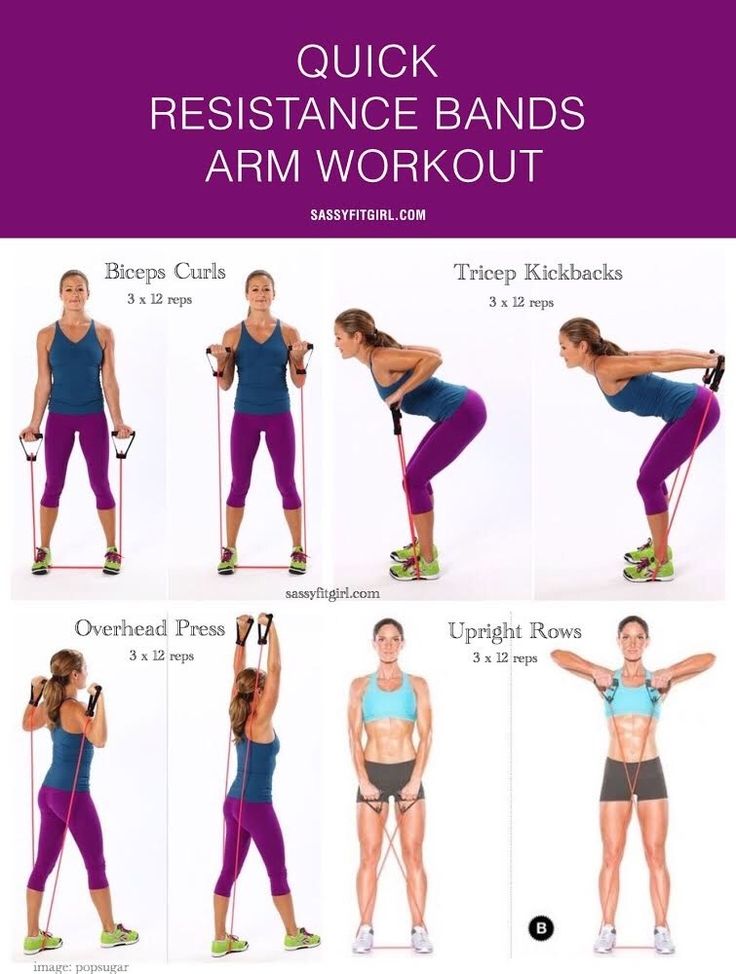 QUICK
RESISTANCE BANDS
ARM WORKOUT
SASSYFITGIRL.COM
Biceps Curls
3 x 12 reps
Tricep Kickbacks
3 x 12 reps
sassyfitgirl.com
Overhead Press
3 x 12 reps
Upright Rows
3 x 12 reps
B
image: popsugar